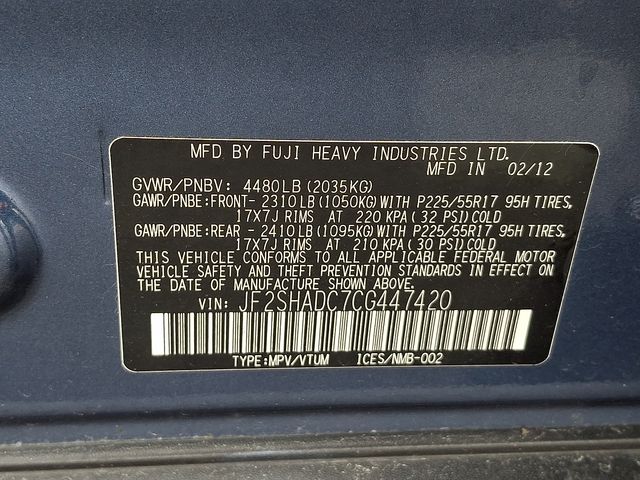 MFD BY FUJI HEAVY INDUSTRIES LTD.
MFD IN 02/12
GVWR/PNBV: 4480LB(2035KG)
GAWR/PNBE:FRONT- 2310LB(1050KG)WITH P225/55R17 95H TIRES,
17X7J RIMS AT 220 KPA(32 PSI)COLD
GAWR/PNBE:REAR - 2410LB(1095KG)WITH P225/55R17 95H TIRES,
17X7J RIMS AT 210 KPA(30 PSI)COLD
THIS VEHICLE CONFORMS TO ALL APPLICABLE FEDERAL MOTOR
VEHICLE SAFETY AND THEFT PREVENTION STANDARDS IN EFFECT ON
THE DATE OF MANUFACTURE SHOWN ABOVE.
VIN: JF2SHADC7CG447420
TYPE:MPV/VTUM ICES/NMB-002